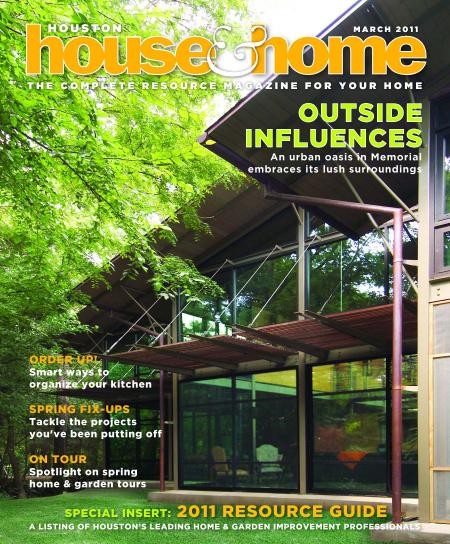 HOUSTON
MARCH 2011
house&home
THE COMPLETE RESOURCE MAGAZINE FOR YOUR HOME
OUTSIDE
INFLUENCES
An urban oasis in Memorial
embraces its lush surroundings
ORDER UP!
Smart ways to
organize your kitchen
SPRING FIX-UPS
Tackle the projects
you've been putting off
ON TOUR
Spotlight on spring
home & garden tours
SPECIAL INSERT: 2011 RESOURCE GUIDE
A LISTING OF HOUSTON'S LEADING HOME & GARDEN IMPROVEMENT PROFESSIONALS